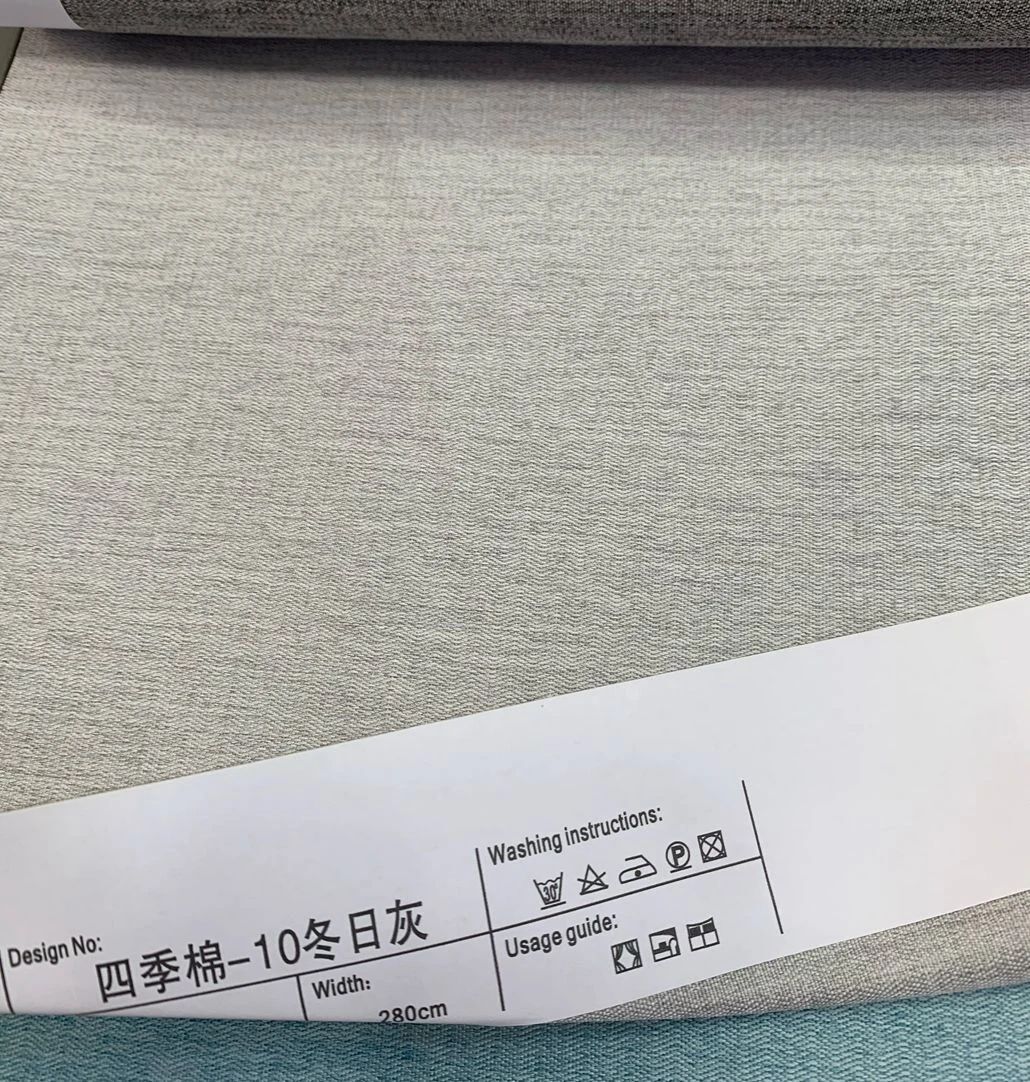 Design No:
四季棉-10冬日灰
Width:
280cm
Washing instructions:
30°
P
Usage guide: